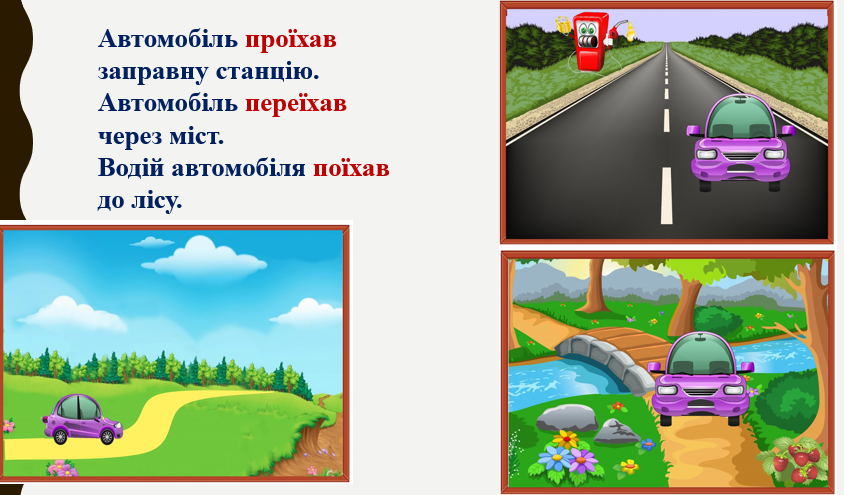 Автомобіль проїхав
заправну станцію.
Автомобіль переїхав
через міст.
Водій автомобіля поїхав
до лісу.